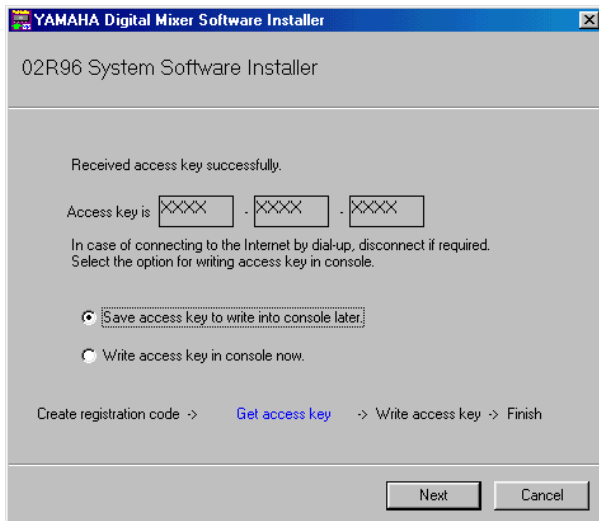 YAMAHA Digital Mixer Software Installer
02R96 System Software Installer
Received access key successfully.
Access key is XXXX - XXXX - XXXX
In case of connecting to the Internet by dial-up, disconnect if required.
Select the option for writing access key in console.
Save access key to write into console later.
Write access key in console now.
Create registration code -> Get access key -> Write access key -> Finish
Next Cancel